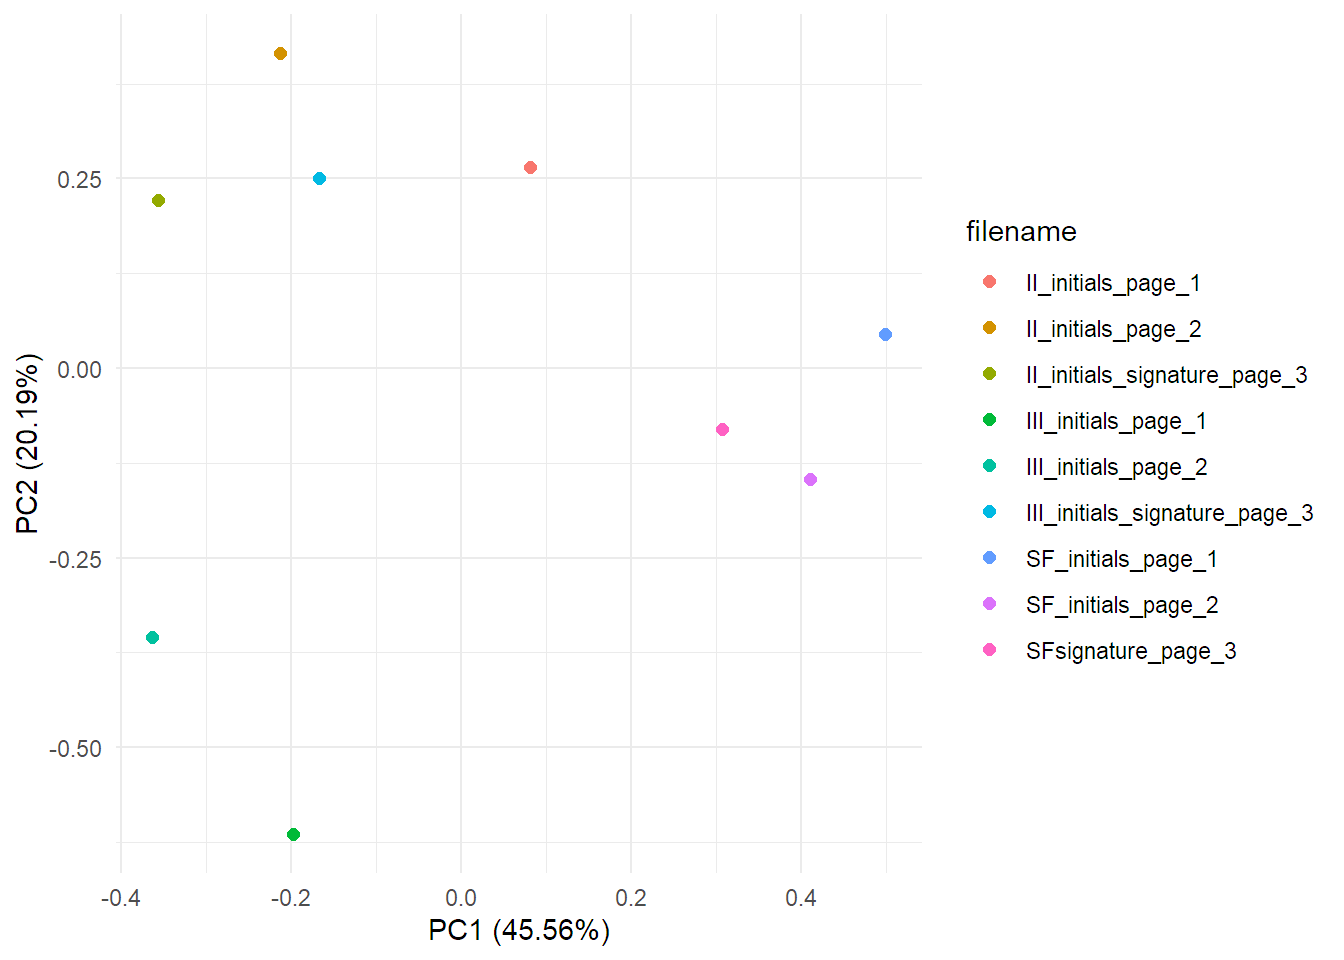 0.25
0.00
-0.25
-0.50
PC2 (20.19%)
-0.4
-0.2
0.0
0.2
0.4
PC1 (45.56%)
filename
II_initials_page_1
II_initials_page_2
II_initials_signature_page_3
III_initials_page_1
III_initials_page_2
III_initials_signature_page_3
SF_initials_page_1
SF_initials_page_2
SFsignature_page_3